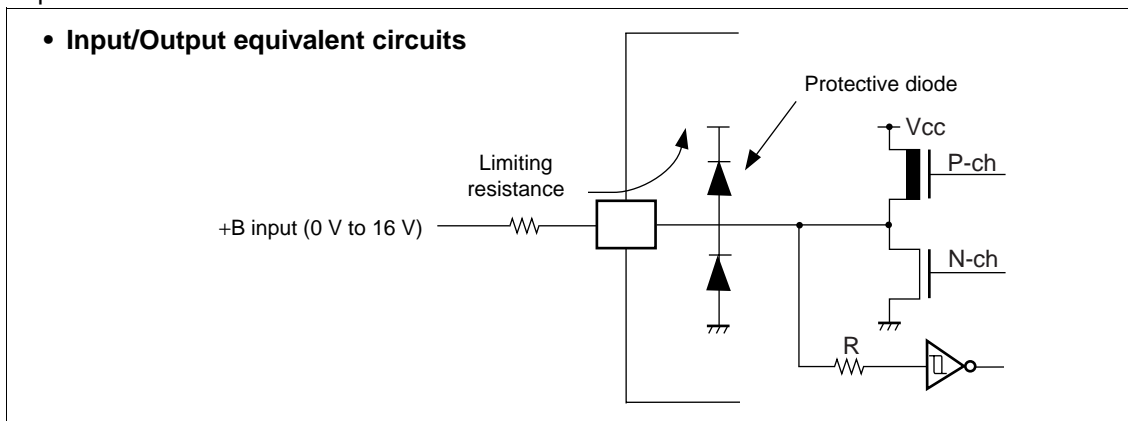 • Input/Output equivalent circuits
Protective diode
Vcc
Limiting
resistance
P-ch
+B input (0 V to 16 V)
N-ch
R